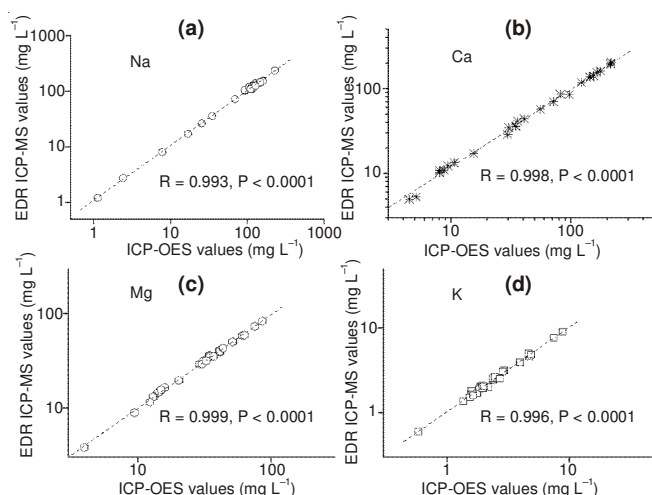 (a)
Na
R = 0.993, P < 0.0001
EDR ICP-MS values (mg L⁻¹)
1000
100
10
1
1 10 100 1000
ICP-OES values (mg L⁻¹)
(b)
Ca
R = 0.998, P < 0.0001
EDR ICP-MS values (mg L⁻¹)
100
10
10 100
ICP-OES values (mg L⁻¹)
(c)
Mg
R = 0.999, P < 0.0001
EDR ICP-MS values (mg L⁻¹)
100
10
10 100
ICP-OES values (mg L⁻¹)
(d)
K
R = 0.996, P < 0.0001
EDR ICP-MS values (mg L⁻¹)
10
1
1 10
ICP-OES values (mg L⁻¹)